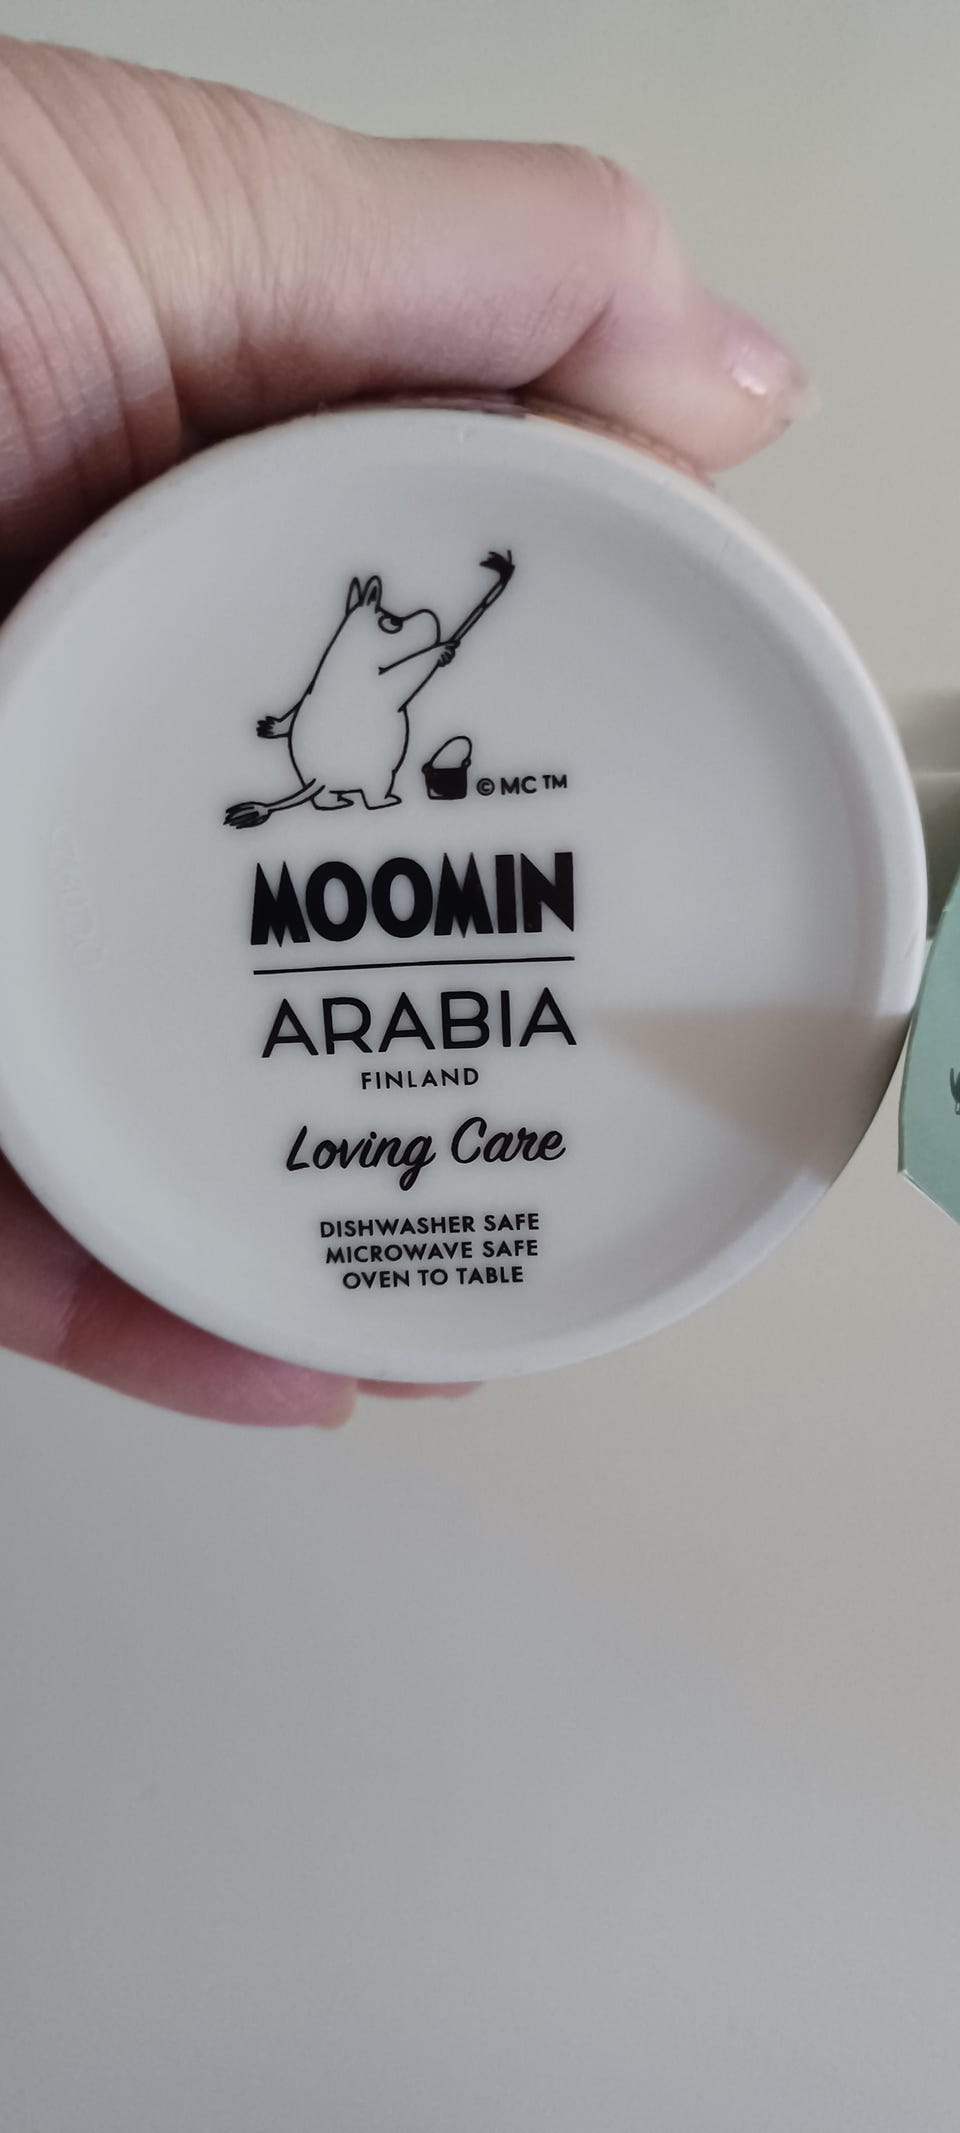 © MC ™
MOOMIN
ARABIA
FINLAND
Loving Care
DISHWASHER SAFE
MICROWAVE SAFE
OVEN TO TABLE